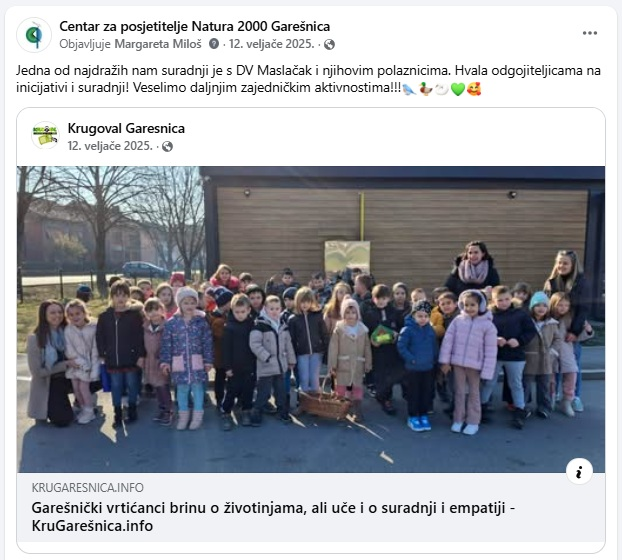 Centar za posjetitelje Natura 2000 Garešnica
Objavljuje Margareta Miloš · 12. veljače 2025. ·
Jedna od najdražih nam suradnji je s DV Maslačak i njihovim polaznicima. Hvala odgojiteljicama na
inicijativi i suradnji! Veselimo daljnjim zajedničkim aktivnostima!!!🐦🦆🦢💚🥰
Krugoval Garesnica
12. veljače 2025. ·
KRUGARESNICA.INFO
Garešnički vrtićanci brinu o životinjama, ali uče i o suradnji i empatiji -
KruGarešnica.info